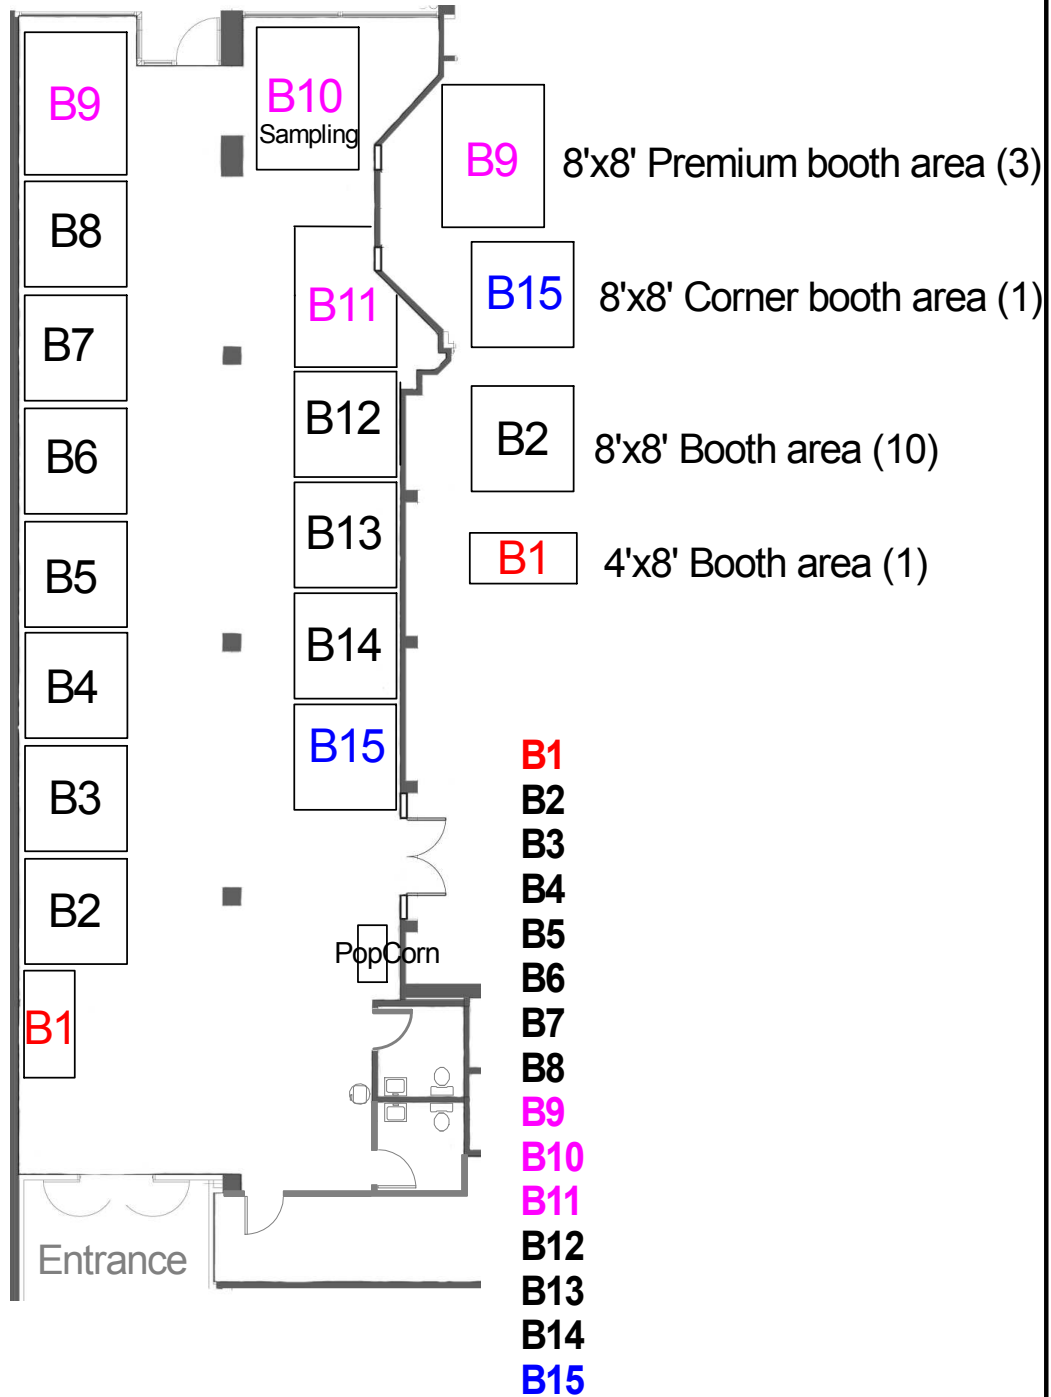 B9
B10
Sampling
B9 8'x8' Premium booth area (3)
B8
B11
B15 8'x8' Corner booth area (1)
B7
B12
B2 8'x8' Booth area (10)
B6
B13
B1 4'x8' Booth area (1)
B5
B14
B4
B15
B3
B2
PopCorn
B1
Entrance
B1
B2
B3
B4
B5
B6
B7
B8
B9
B10
B11
B12
B13
B14
B15